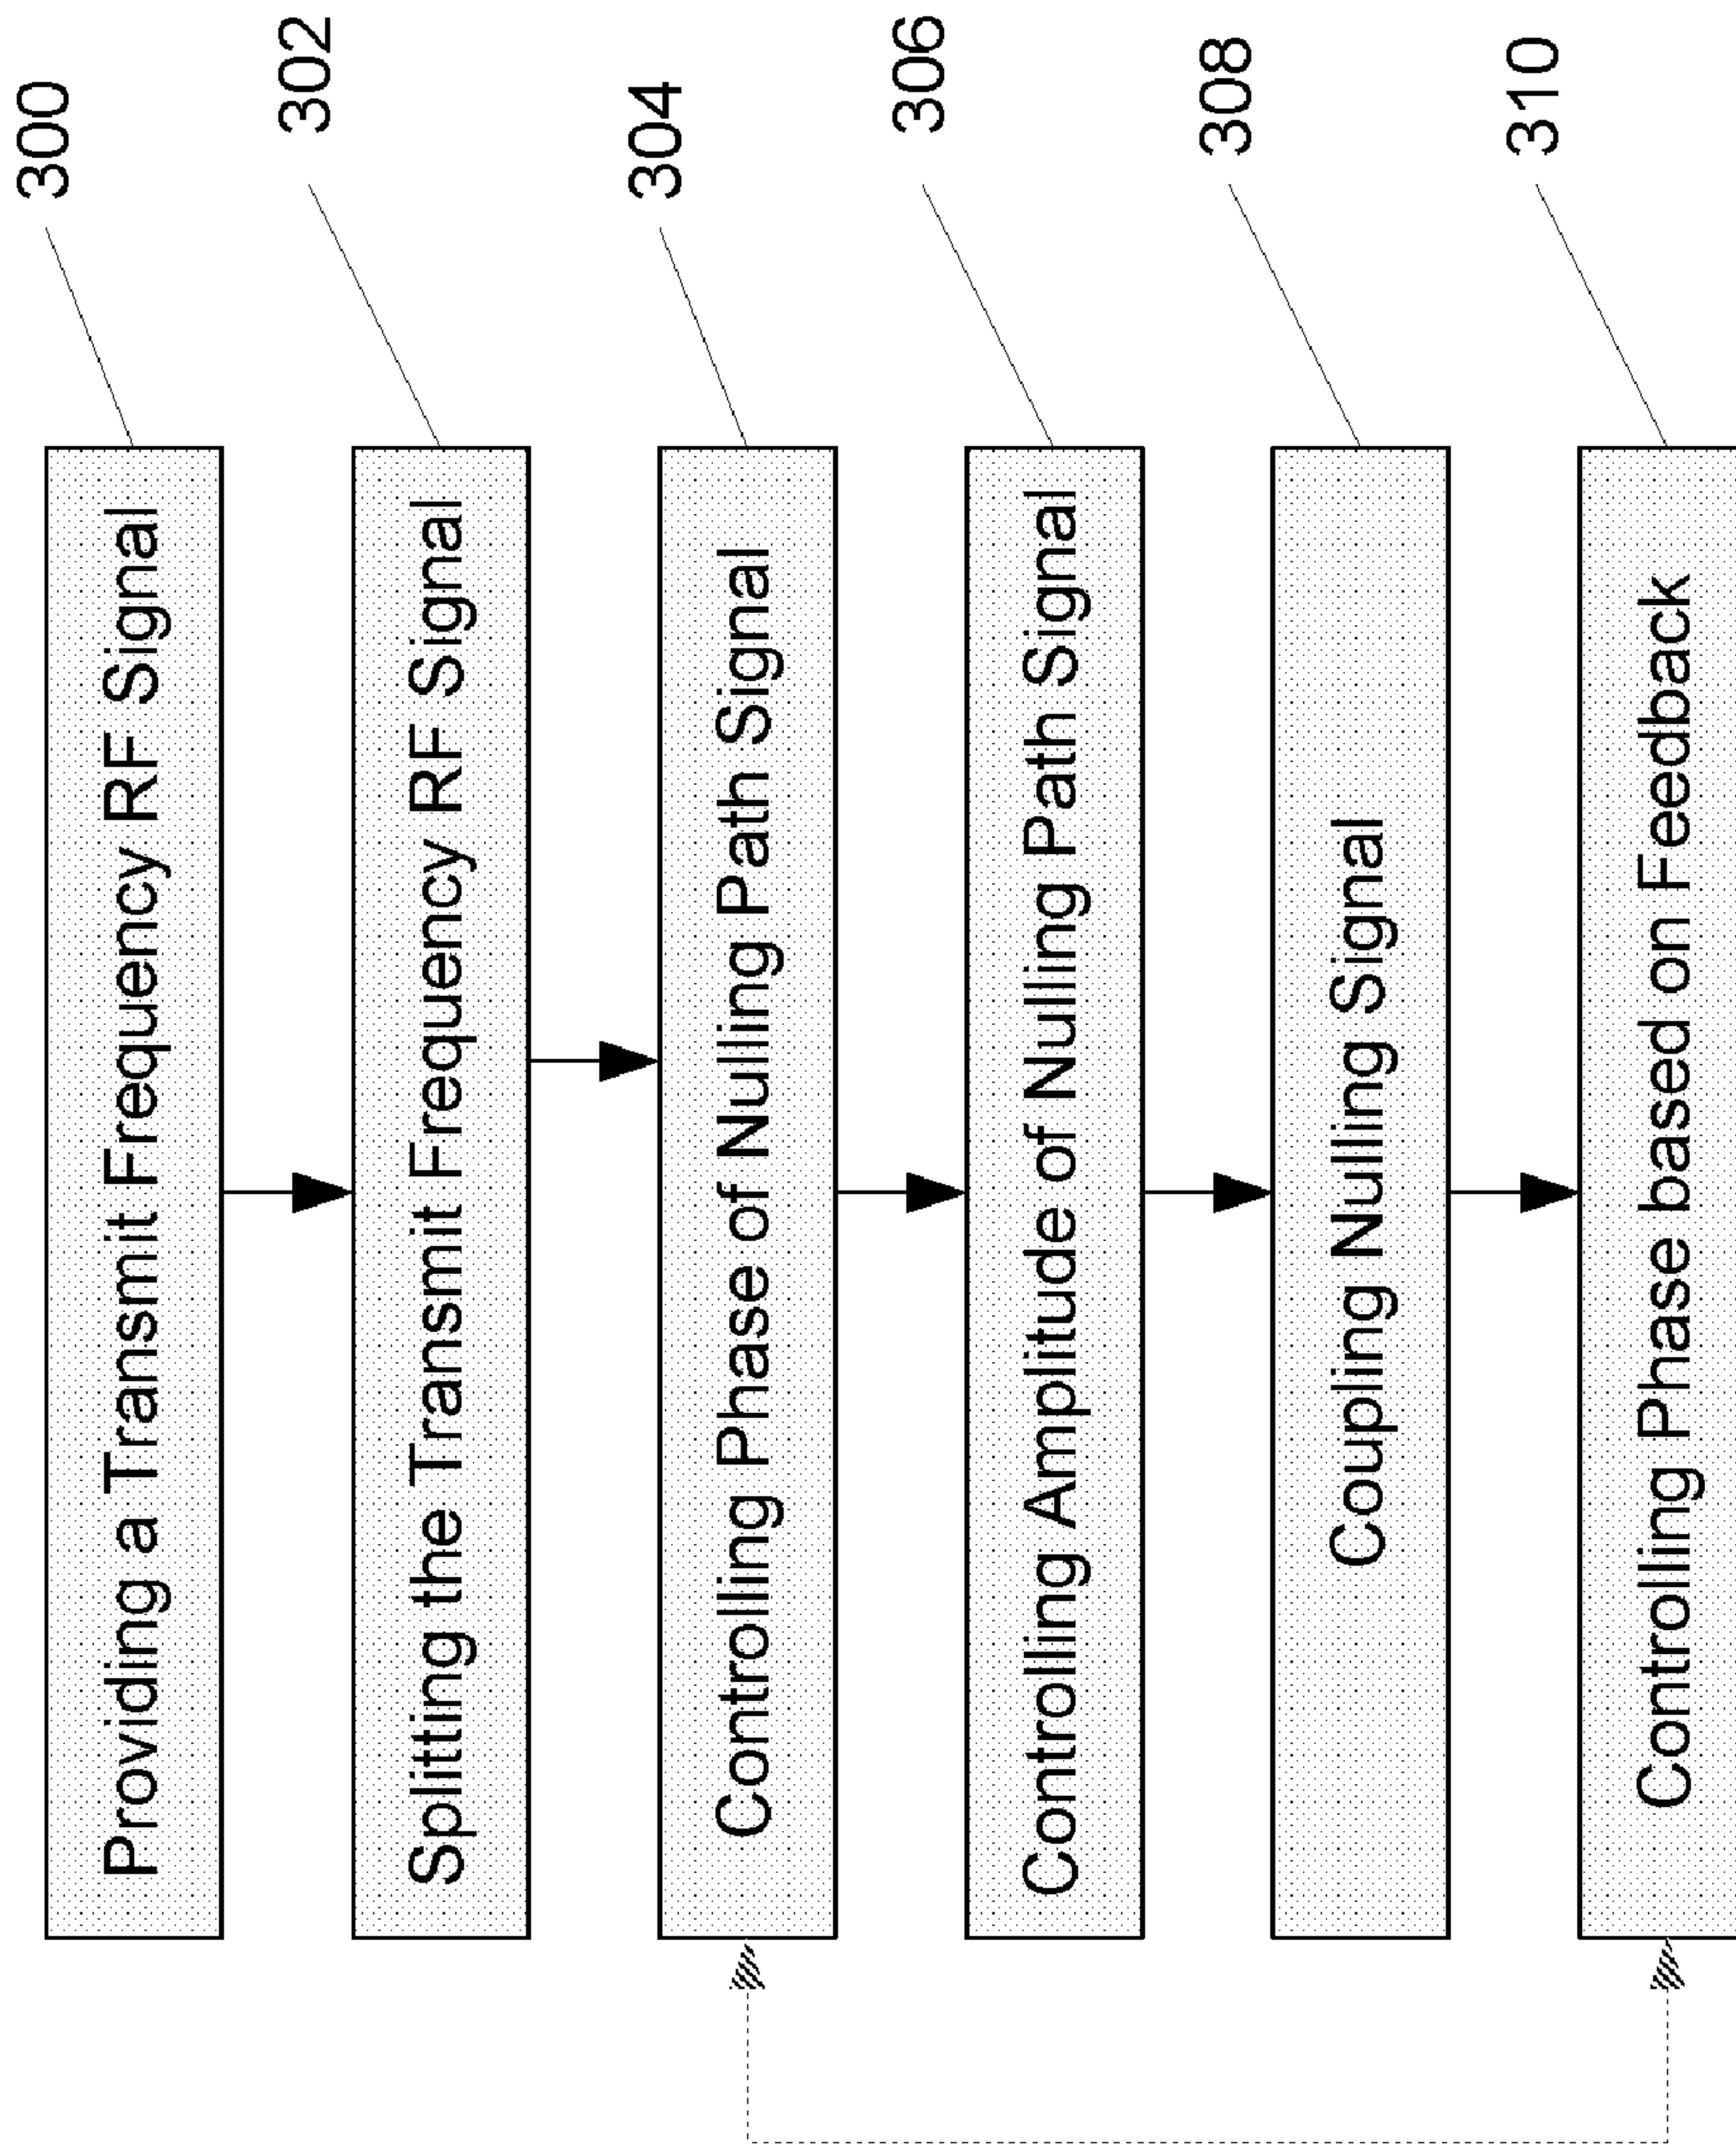 300
Providing a Transmit Frequency RF Signal
302
Splitting the Transmit Frequency RF Signal
304
Controlling Phase of Nulling Path Signal
306
Controlling Amplitude of Nulling Path Signal
308
Coupling Nulling Signal
310
Controlling Phase based on Feedback